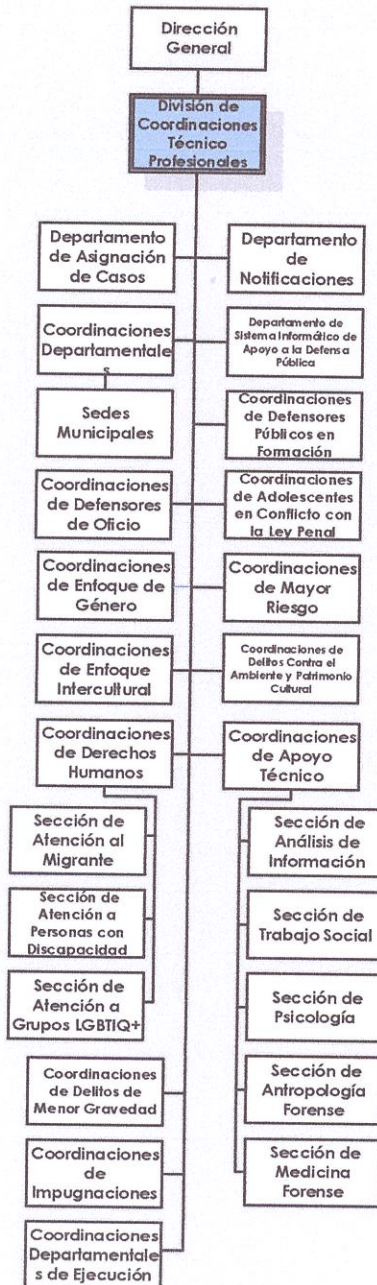 Dirección
General
División de
Coordinaciones
Técnico
Profesionales
Departamento
de Asignación
de Casos
Departamento
de
Notificaciones
Coordinaciones
Departamentale
s
Departamento de
Sistema Informático de
Apoyo a la Defensa
Pública
Sedes
Municipales
Coordinaciones
de Defensores
Públicos en
Formación
Coordinaciones
de Defensores
de Oficio
Coordinaciones
de Adolescentes
en Conflicto con
la Ley Penal
Coordinaciones
de Enfoque de
Género
Coordinaciones
de Mayor
Riesgo
Coordinaciones
de Enfoque
Intercultural
Coordinaciones de
Delitos Contra el
Ambiente y Patrimonio
Cultural
Coordinaciones
de Derechos
Humanos
Coordinaciones
de Apoyo
Técnico
Sección de
Atención al
Migrante
Sección de
Atención a
Personas con
Discapacidad
Sección de
Atención a
Grupos LGBTIQ+
Sección de
Análisis de
Información
Sección de
Trabajo Social
Sección de
Psicología
Sección de
Antropología
Forense
Sección de
Medicina
Forense
Coordinaciones
de Delitos de
Menor Gravedad
Coordinaciones
de
Impugnaciones
Coordinaciones
Departamentale
s de Ejecución